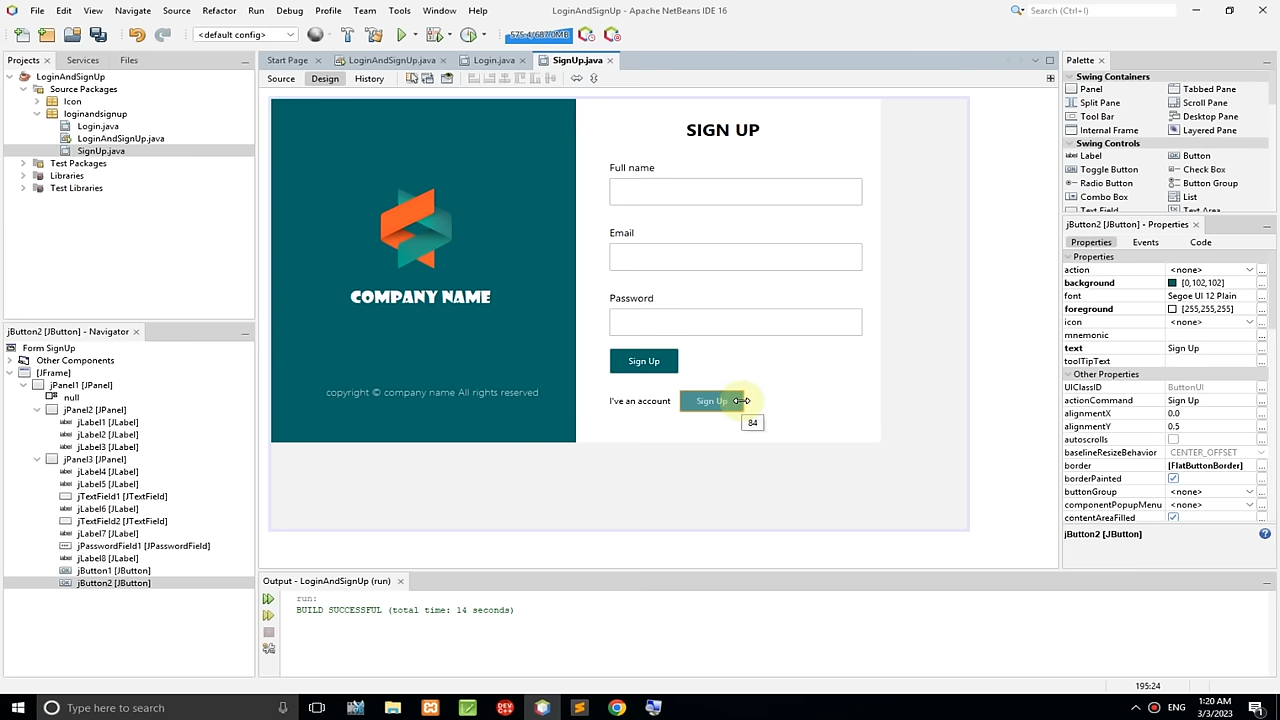 File Edit View Navigate Source Refactor Run Debug Profile Team Tools Window Help
LoginAndSignUp - Apache NetBeans IDE 16
Search (Ctrl+I)
<default config>
Projects
Services
Files
LoginAndSignUp
Source Packages
Icon
loginandsignup
Login.java
LoginAndSignUp.java
SignUp.java
Test Packages
Libraries
Test Libraries
jButton2 [JButton] - Navigator
Form SignUp
Other Components
[JFrame]
jPanel1 [JPanel]
null
jPanel2 [JPanel]
jLabel1 [JLabel]
jLabel2 [JLabel]
jLabel3 [JLabel]
jPanel3 [JPanel]
jLabel4 [JLabel]
jLabel5 [JLabel]
jTextField1 [JTextField]
jLabel6 [JLabel]
jTextField2 [JTextField]
jLabel7 [JLabel]
jPasswordField1 [JPasswordField]
jLabel8 [JLabel]
jButton1 [JButton]
jButton2 [JButton]
Start Page
LoginAndSignUp.java
Login.java
SignUp.java
Source
Design
History
COMPANY NAME
copyright © company name All rights reserved
SIGN UP
Full name
Email
Password
Sign Up
I've an account
Sign Up
84
Output - LoginAndSignUp (run)
run:
BUILD SUCCESSFUL (total time: 14 seconds)
Palette
Swing Containers
Panel Tabbed Pane
Split Pane Scroll Pane
Tool Bar Desktop Pane
Internal Frame Layered Pane
Swing Controls
Label Button
Toggle Button Check Box
Radio Button Button Group
Combo Box List
Text Field Text Area
jButton2 [JButton] - Properties
Properties Events Code
Properties
action <none>
background [0,102,102]
font Segoe UI 12 Plain
foreground [255,255,255]
icon <none>
mnemonic
text Sign Up
toolTipText
Other Properties
UIClassID ButtonUI
actionCommand Sign Up
alignmentX 0.0
alignmentY 0.5
autoscrolls
baselineResizeBehavior CENTER_OFFSET
border [FlatButtonBorder]
borderPainted
buttonGroup <none>
componentPopupMenu <none>
contentAreaFilled
jButton2 [JButton]
195:24
Type here to search
ENG
1:20 AM
3/3/2023